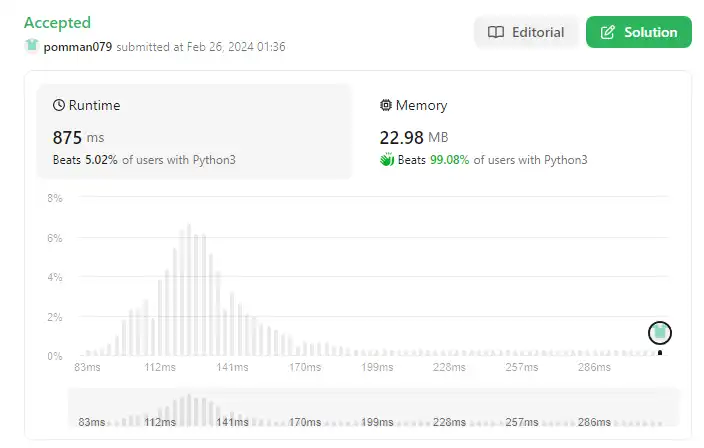 Accepted
pomman079 submitted at Feb 26, 2024 01:36
Editorial
Solution
Runtime
875 ms
Beats 5.02% of users with Python3
Memory
22.98 MB
Beats 99.08% of users with Python3
8%
6%
4%
2%
0%
83ms 112ms 141ms 170ms 199ms 228ms 257ms 286ms
83ms 112ms 141ms 170ms 199ms 228ms 257ms 286ms